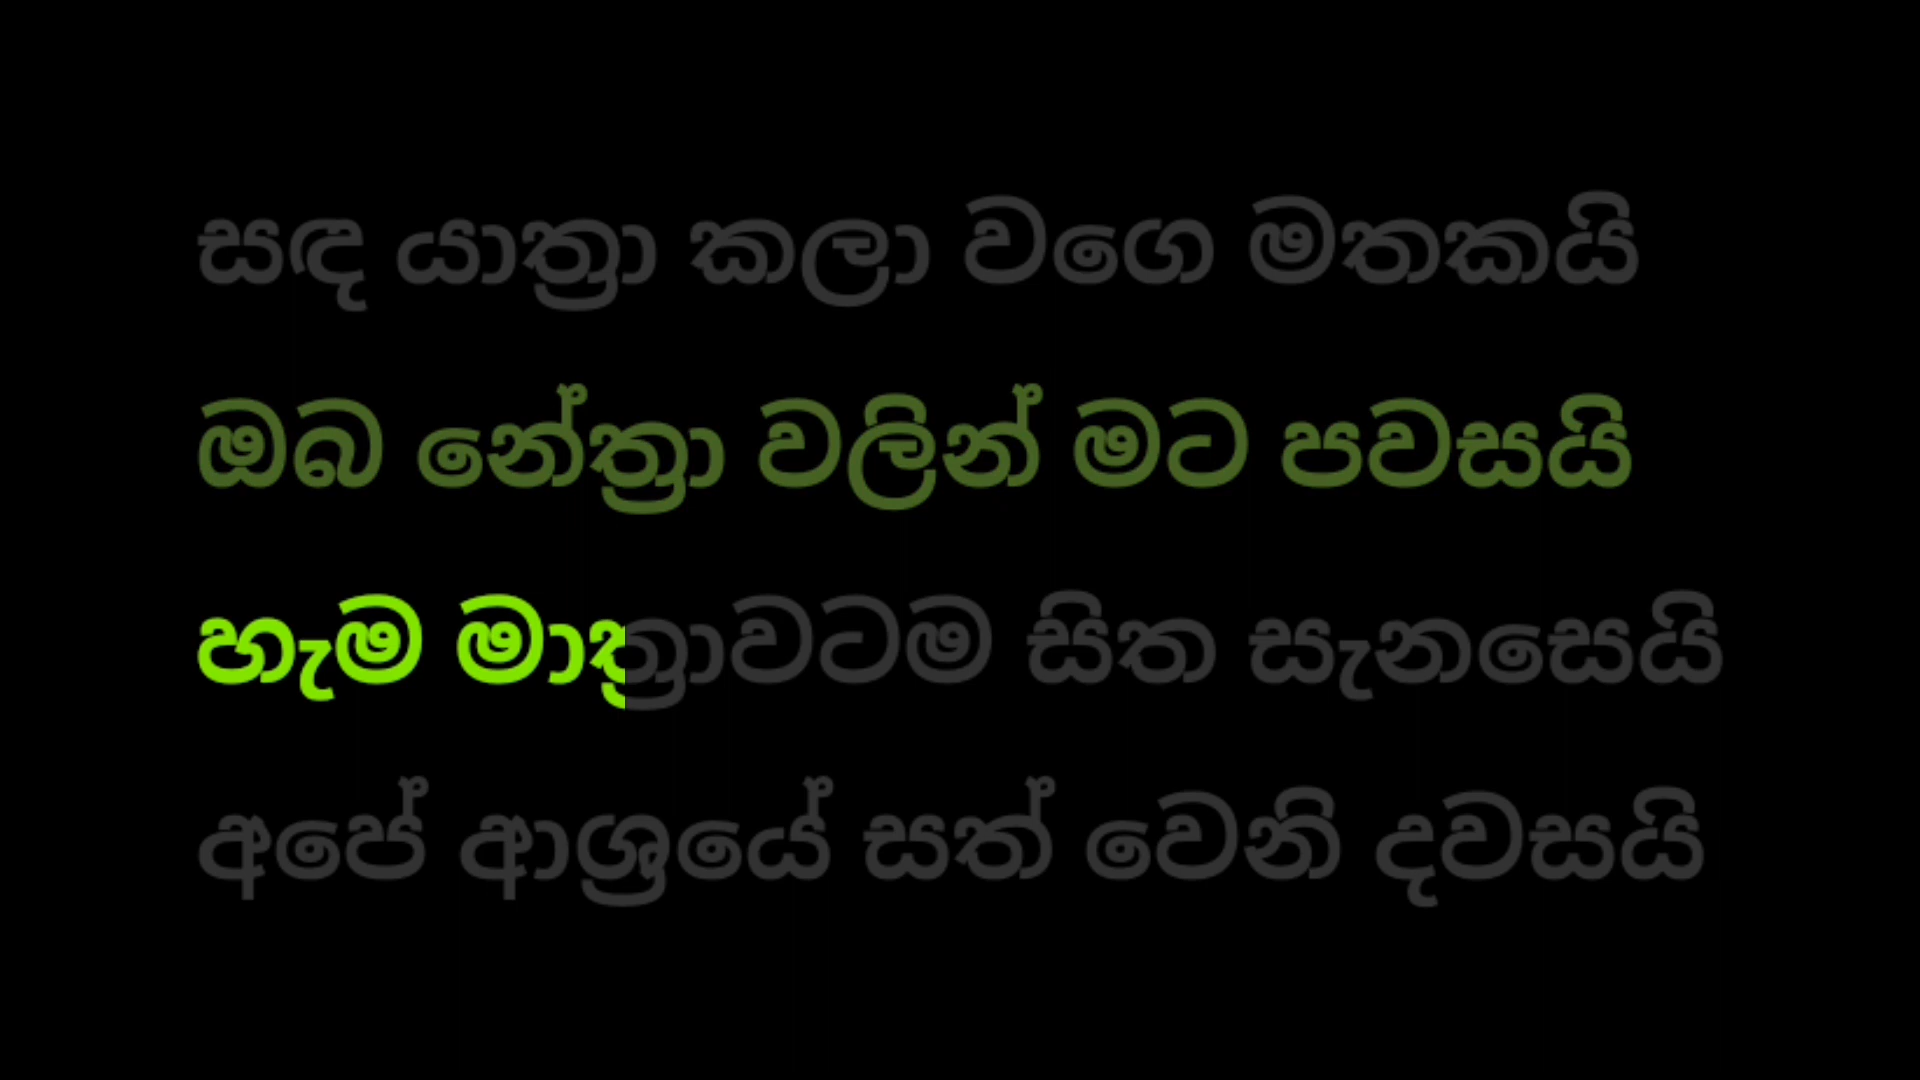 සඳ යාත්‍රා කලා වගෙ මතකයි
ඔබ නේත්‍රා වලින් මට පවසයි
හැම මාත්‍රාවටම සිත සැනසෙයි
අපේ ආශ්‍රයේ සත් වෙනි දවසයි